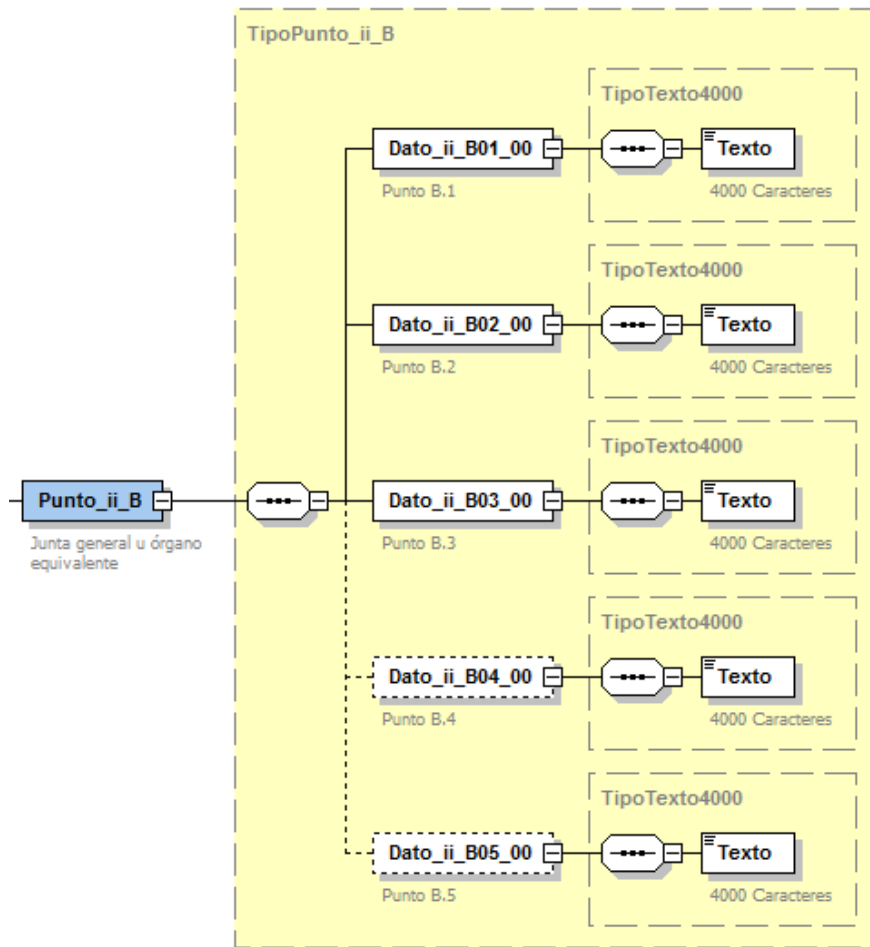 TipoPunto_ii_B
TipoTexto4000
Dato_ii_B01_00
Texto
Punto B.1
4000 Caracteres
TipoTexto4000
Dato_ii_B02_00
Texto
Punto B.2
4000 Caracteres
TipoTexto4000
Punto_ii_B
Dato_ii_B03_00
Texto
Junta general u órgano
equivalente
Punto B.3
4000 Caracteres
TipoTexto4000
Dato_ii_B04_00
Texto
Punto B.4
4000 Caracteres
TipoTexto4000
Dato_ii_B05_00
Texto
Punto B.5
4000 Caracteres